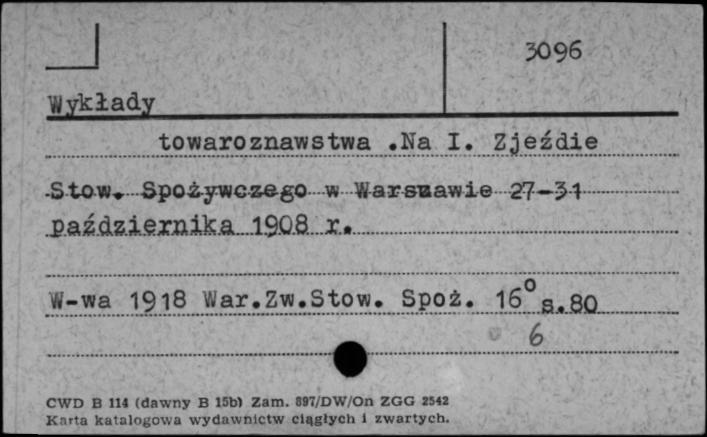 3096
Wykłady
towaroznawstwa .Na I. Zjeździe
Stow. Spożywczego w Warszawie 27-31
października 1908 r.
W-wa 1918 War.Zw.Stow. Spoż. 16° s.80
6
CWD B 114 (dawny B 15b) Zam. 897/DW/On ZGG 2542
Karta katalogowa wydawnictw ciągłych i zwartych.